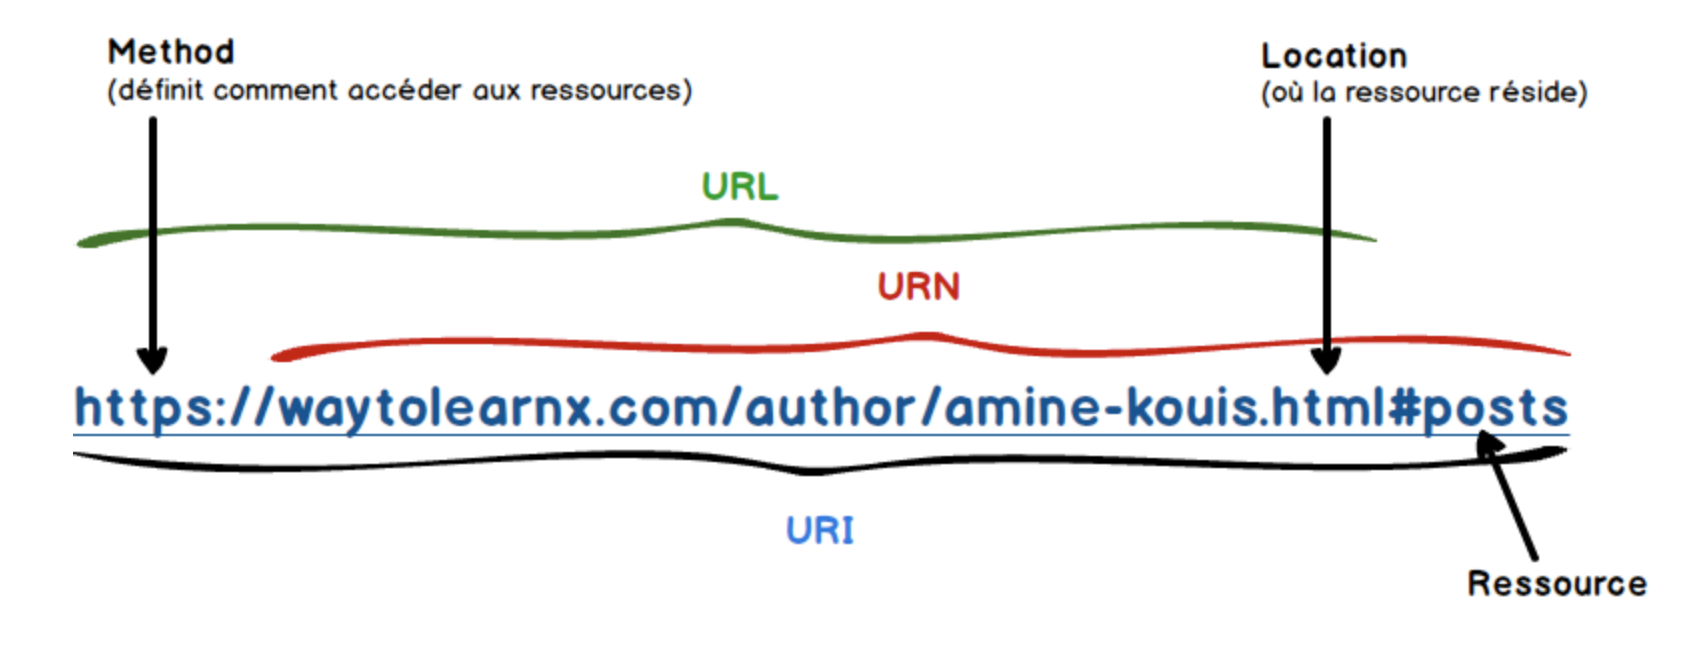 Method
(définit comment accéder aux ressources)
Location
(où la ressource réside)
URL
URN
https://waytolearnx.com/author/amine-kouis.html#posts
URI
Ressource